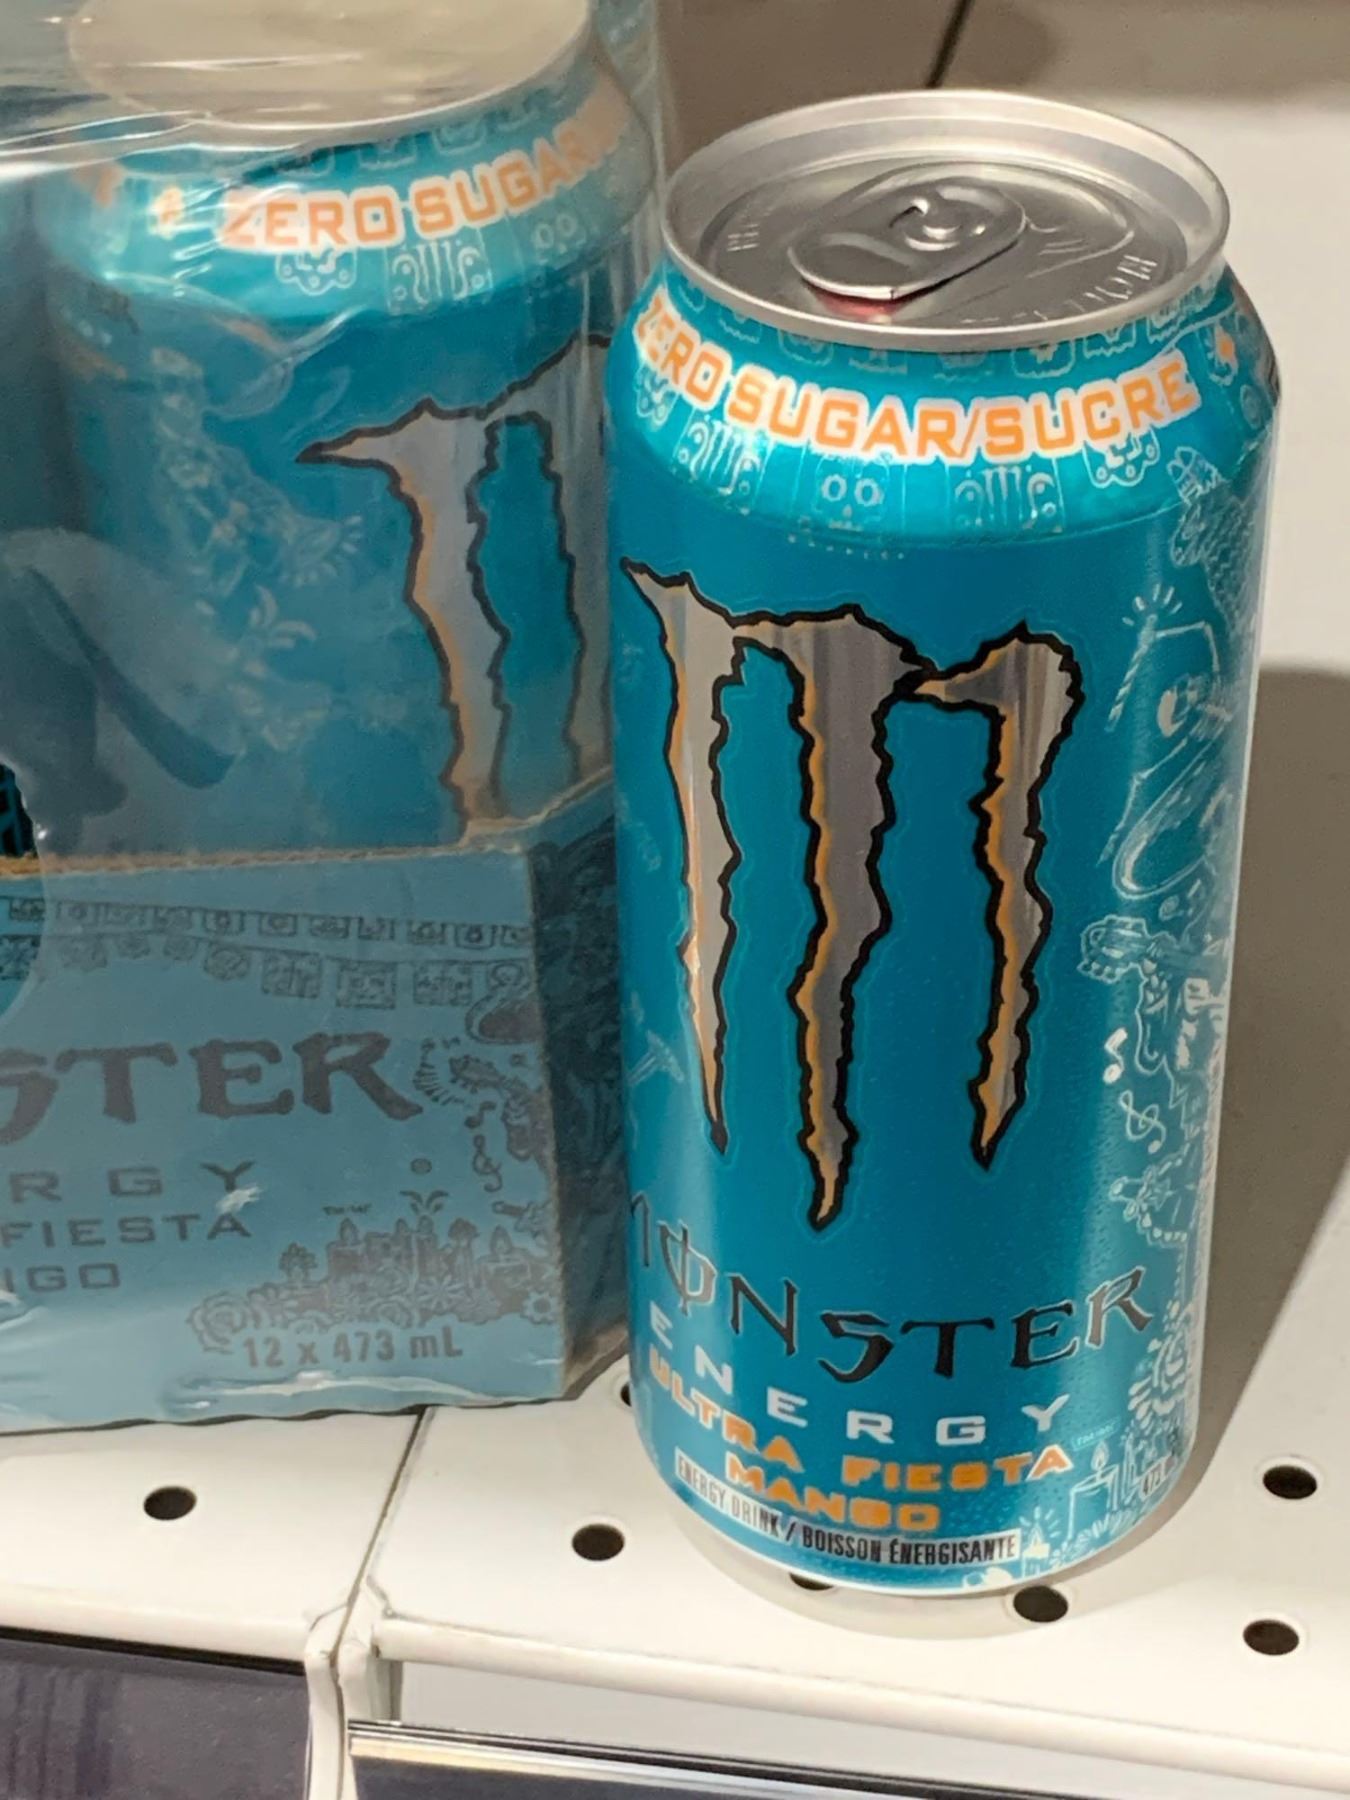 ZERO SUGAR/
STER
RGY
FIESTA
GO
12 x 473 mL
ZERO SUGAR/SUCRE
MONSTER
ENERGY
ULTRA FIESTA
MANGO
ENERGY DRINK / BOISSON ÉNERGISANTE